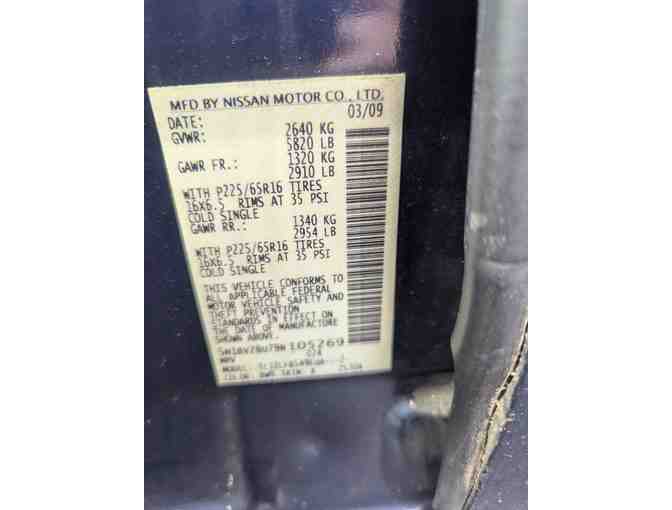 MFD BY NISSAN MOTOR CO., LTD.
DATE: 03/09
GVWR: 2640 KG
5820 LB
GAWR FR.: 1320 KG
2910 LB
WITH P225/65R16 TIRES
16X6.5 RIMS AT 35 PSI
COLD SINGLE
GAWR RR.: 1340 KG
2954 LB
WITH P225/65R16 TIRES
16X6.5 RIMS AT 35 PSI
COLD SINGLE
THIS VEHICLE CONFORMS TO
ALL APPLICABLE FEDERAL
MOTOR VEHICLE SAFETY AND
THEFT PREVENTION
STANDARDS IN EFFECT ON
THE DATE OF MANUFACTURE
SHOWN ABOVE.
MPV
MODEL:
COLOR: TRIM: